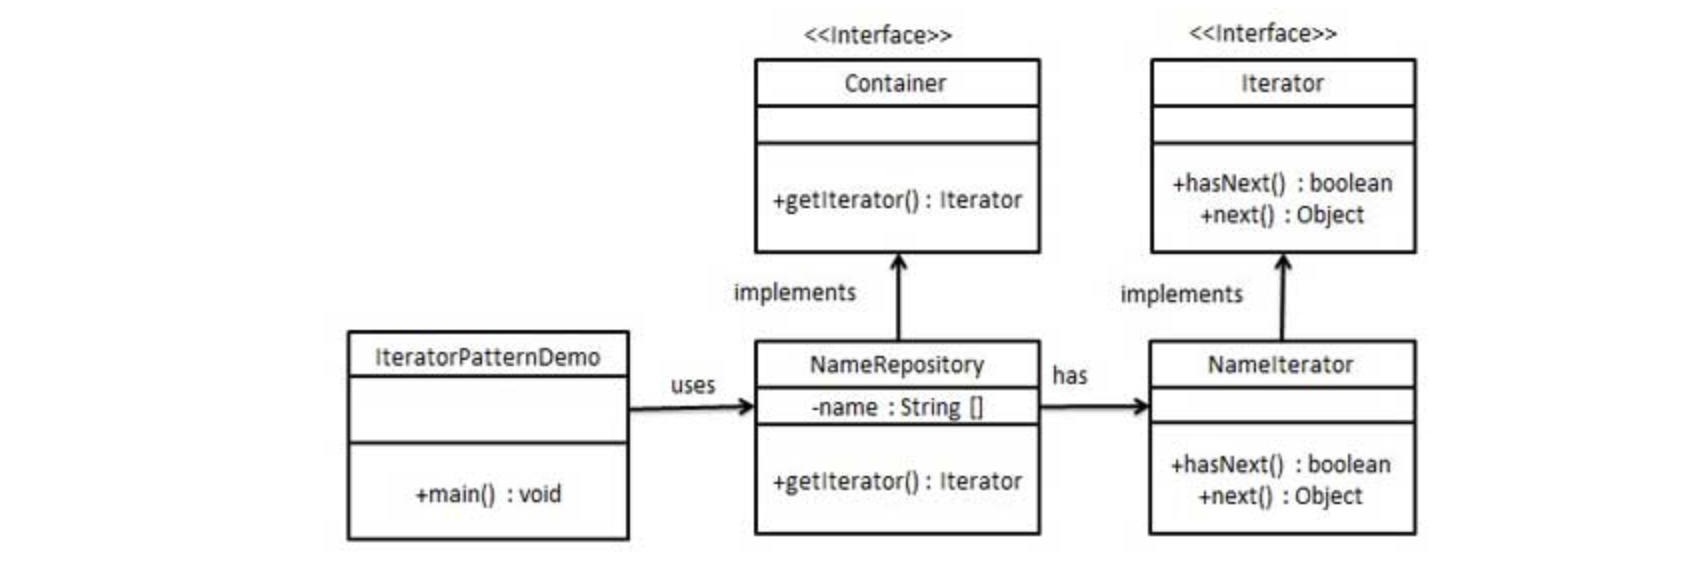 <<Interface>>
Container
+getIterator() : Iterator
<<Interface>>
Iterator
+hasNext() : boolean
+next() : Object
implements
implements
IteratorPatternDemo
+main() : void
uses
NameRepository
-name : String []
+getIterator() : Iterator
has
NameIterator
+hasNext() : boolean
+next() : Object